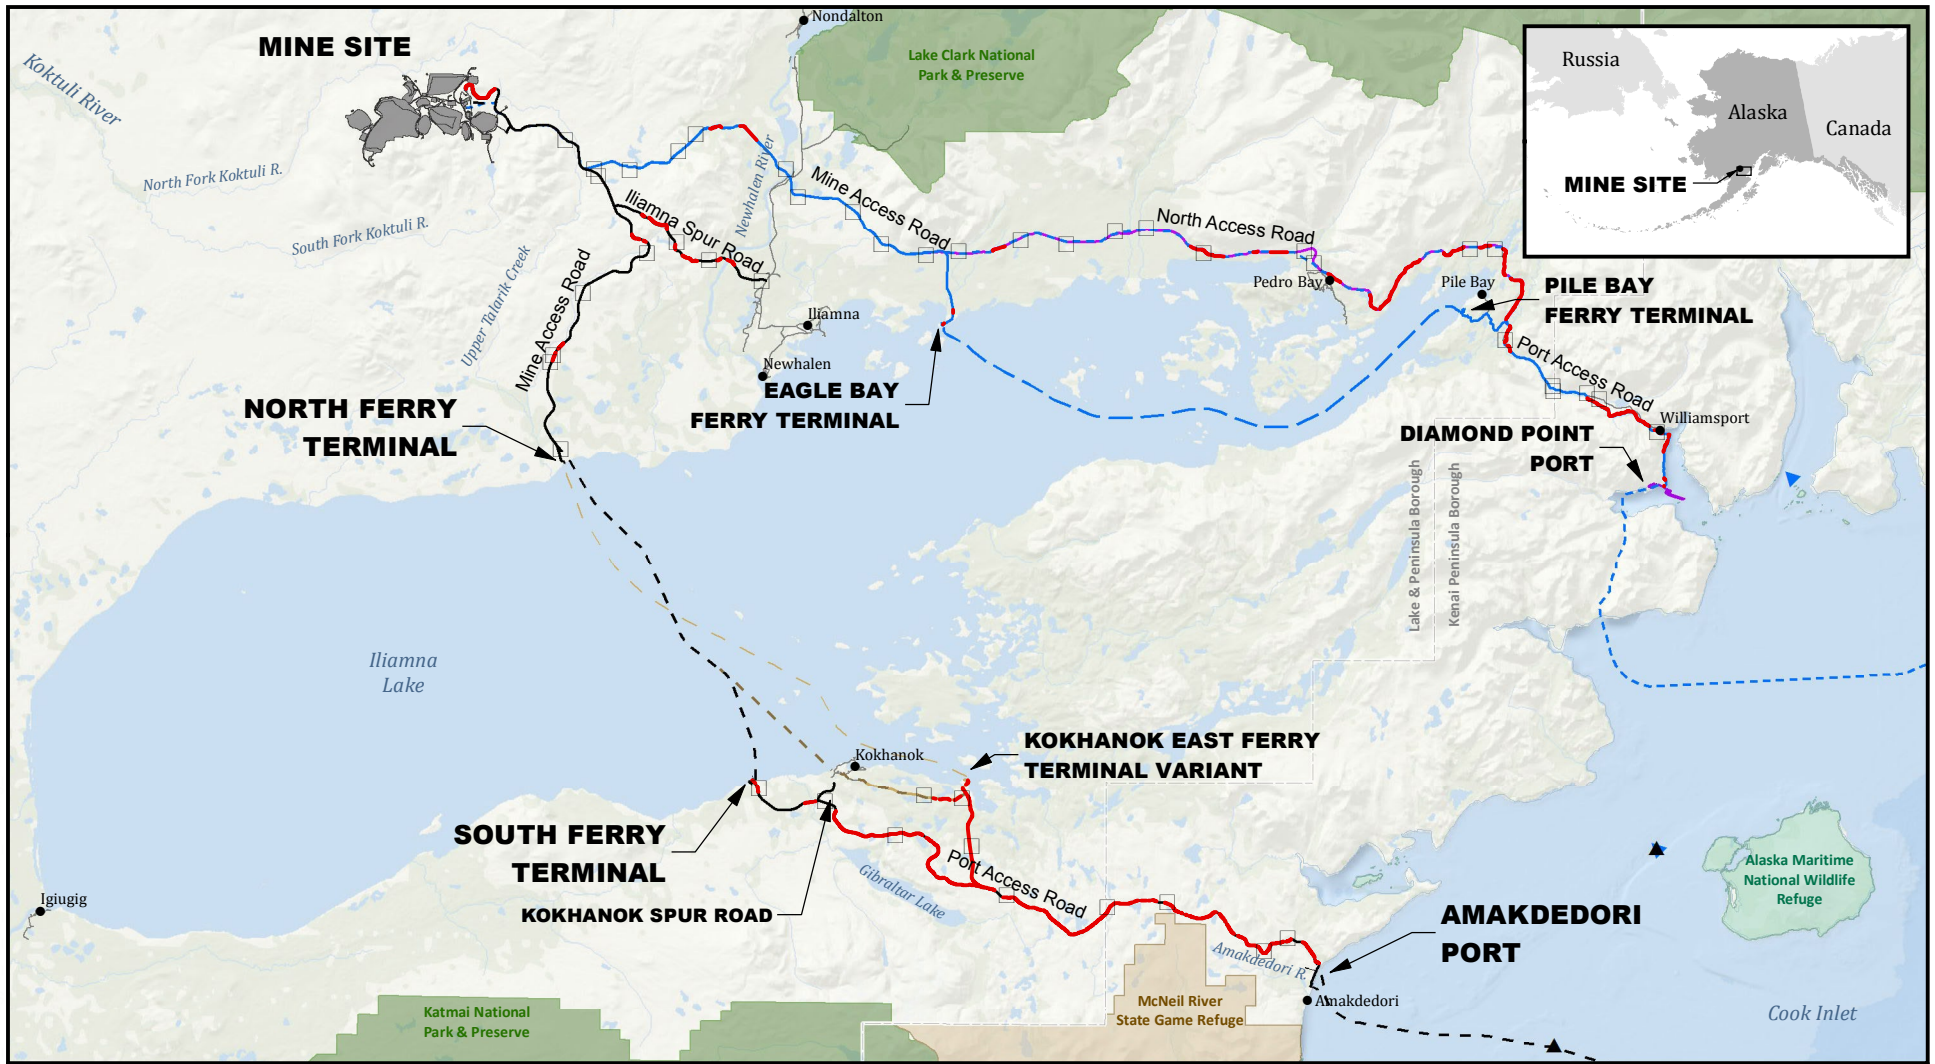 Nondalton
MINE SITE
Lake Clark National
Park & Preserve
Russia
Alaska
Canada
MINE SITE
Koktuli River
North Fork Koktuli R.
South Fork Koktuli R.
Newhalen River
Iliamna Spur Road
Mine Access Road
North Access Road
Upper Talarik Creek
Mine Access Road
Pedro Bay
Pile Bay
PILE BAY
FERRY TERMINAL
Iliamna
Newhalen
EAGLE BAY
FERRY TERMINAL
Port Access Road
Williamsport
NORTH FERRY
TERMINAL
DIAMOND POINT
PORT
Lake & Peninsula Borough
Kenai Peninsula Borough
Iliamna
Lake
Kokhanok
KOKHANOK EAST FERRY
TERMINAL VARIANT
SOUTH FERRY
TERMINAL
KOKHANOK SPUR ROAD
Gibraltar Lake
Port Access Road
Igiugig
Alaska Maritime
National Wildlife
Refuge
AMAKDEDORI
PORT
Amakdedori R.
Amakdedori
McNeil River
State Game Refuge
Katmai National
Park & Preserve
Cook Inlet